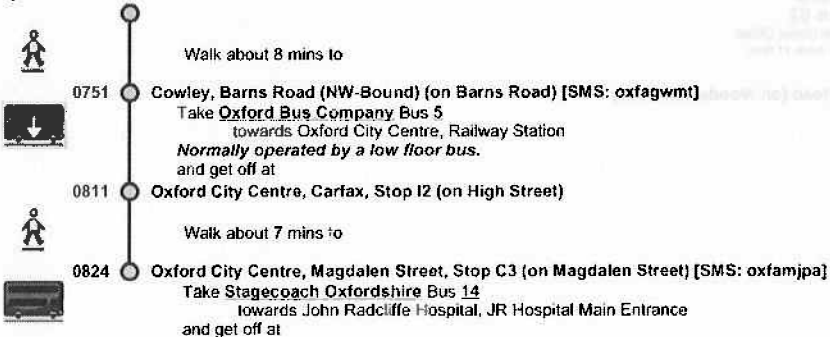 Walk about 8 mins to
0751 Cowley, Barns Road (NW-Bound) (on Barns Road) [SMS: oxfagwmt]
Take Oxford Bus Company Bus 5
towards Oxford City Centre, Railway Station
Normally operated by a low floor bus.
and get off at
0811 Oxford City Centre, Carfax, Stop I2 (on High Street)
Walk about 7 mins to
0824 Oxford City Centre, Magdalen Street, Stop C3 (on Magdalen Street) [SMS: oxfamjpa]
Take Stagecoach Oxfordshire Bus 14
towards John Radcliffe Hospital, JR Hospital Main Entrance
and get off at